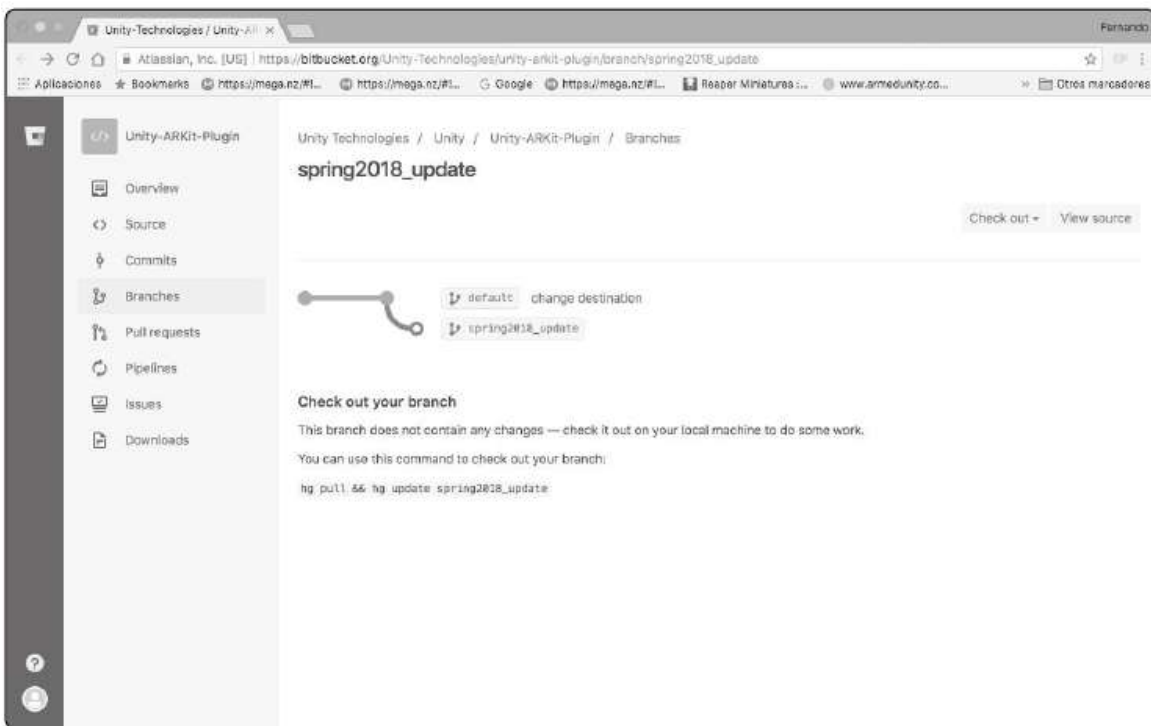 Unity-Technologies / Unity-AR
Fernando
Atlassian, Inc. [US] https://bitbucket.org/Unity-Technologies/unity-arkit-plugin/branch/spring2018_update
Aplicaciones Bookmarks https://mega.nz/#!... https://mega.nz/#!... Google https://mega.nz/#!... Reaper Miniatures :... www.armedunity.co... » Otros marcadores
Unity-ARKit-Plugin
Overview
Source
Commits
Branches
Pull requests
Pipelines
Issues
Downloads
Unity Technologies / Unity / Unity-ARKit-Plugin / Branches
spring2018_update
Check out View source
default change destination
spring2018_update
Check out your branch
This branch does not contain any changes — check it out on your local machine to do some work.
You can use this command to check out your branch:
hg pull && hg update spring2018_update